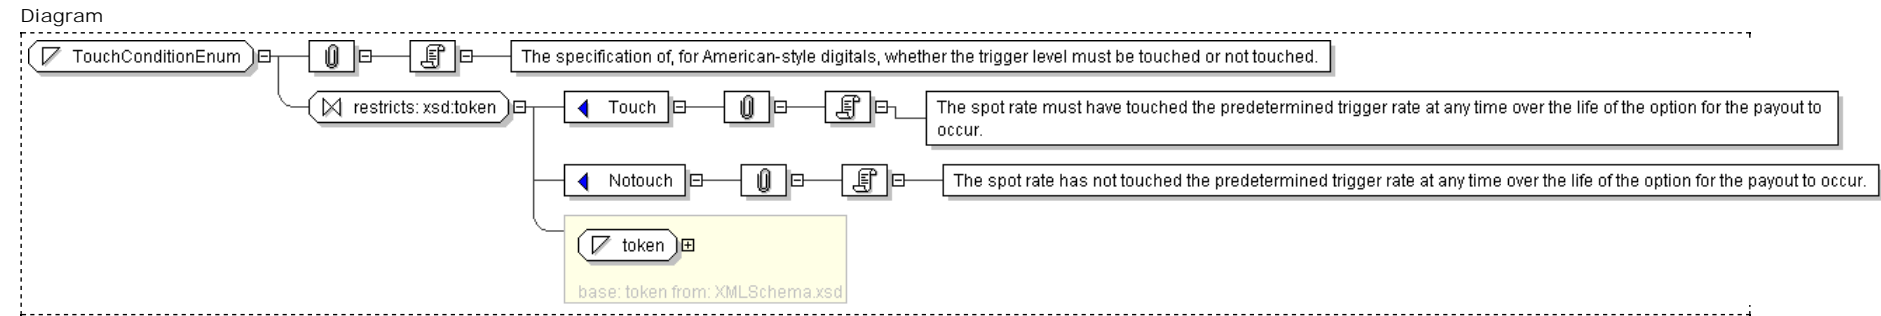 Diagram
TouchConditionEnum
The specification of, for American-style digitals, whether the trigger level must be touched or not touched.
restricts: xsd:token
Touch
The spot rate must have touched the predetermined trigger rate at any time over the life of the option for the payout to
occur.
Notouch
The spot rate has not touched the predetermined trigger rate at any time over the life of the option for the payout to occur.
token
base: token from: XMLSchema.xsd